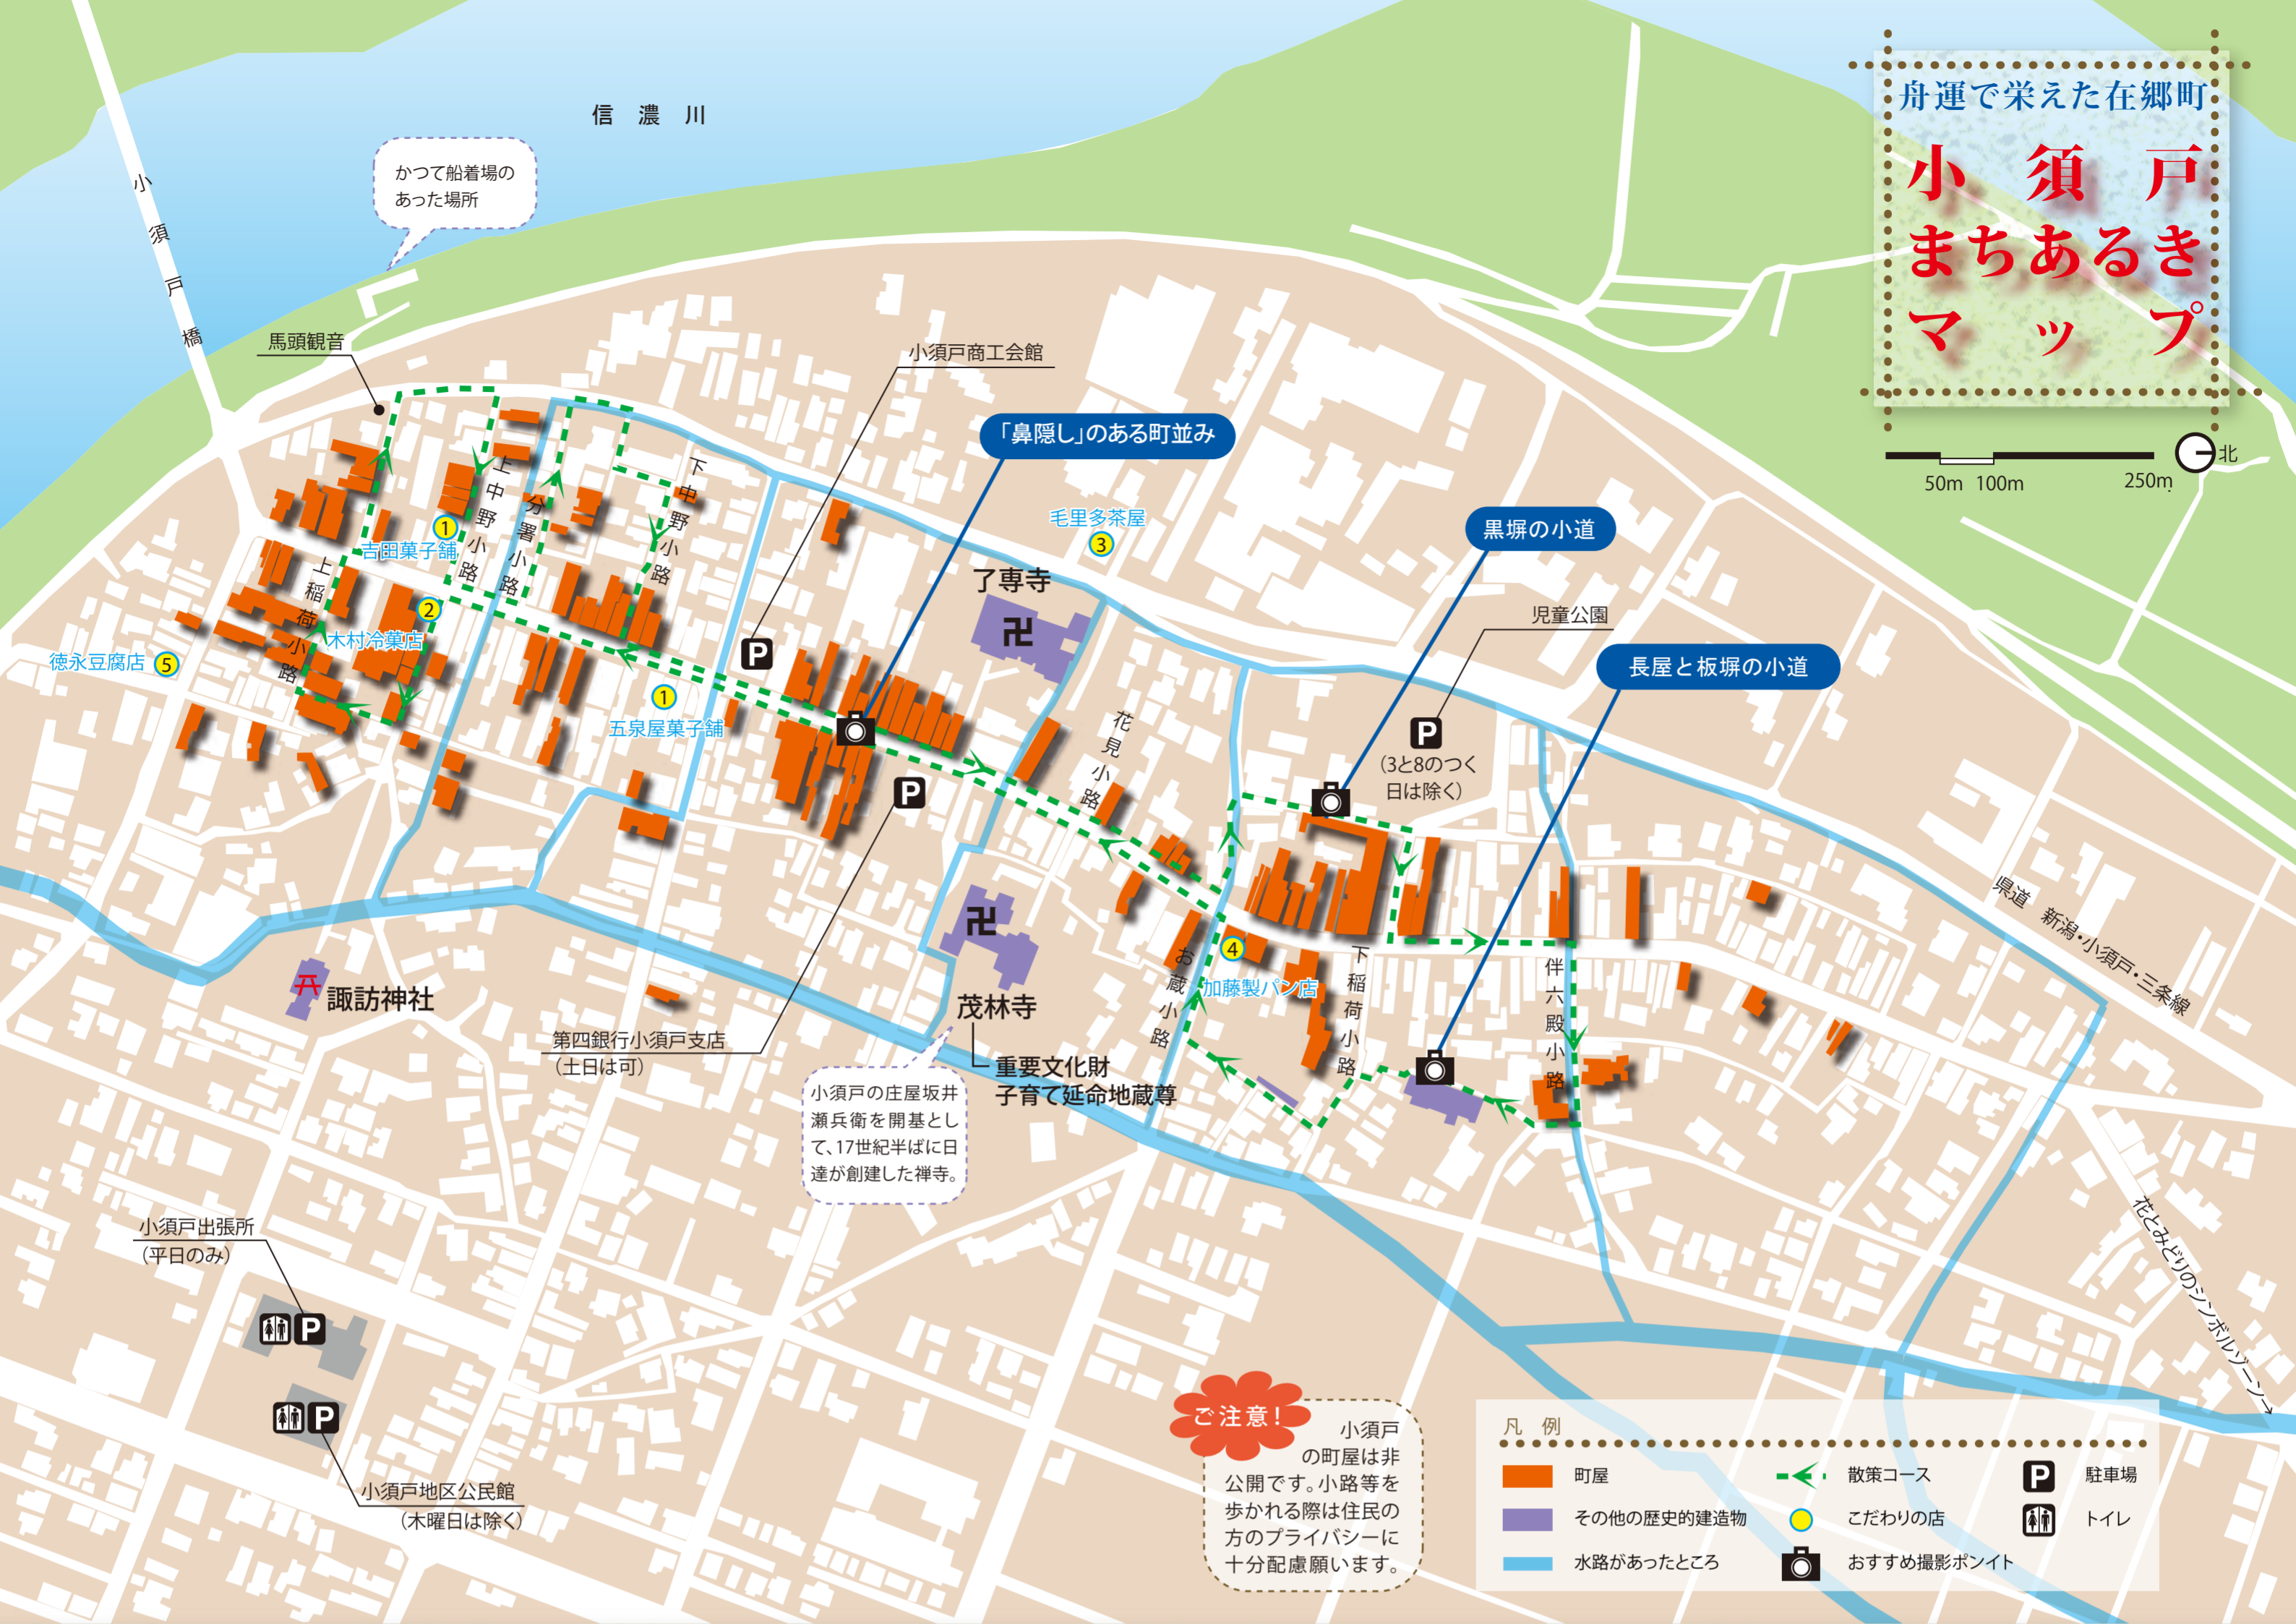 舟運で栄えた在郷町
小須戸
まちあるき
マップ
北
50m 100m 250m
信濃川
かつて船着場の
あった場所
小須戸橋
馬頭観音
小須戸商工会館
「鼻隠し」のある町並み
黒塀の小道
長屋と板塀の小道
児童公園
P
(3と8のつく
日は除く)
毛里多茶屋
3
了専寺
卍
上中野小路
分署小路
下中野小路
1
吉田菓子舗
上稲荷小路
2
木村冷菓店
徳永豆腐店 5
P
1
五泉屋菓子舗
P
花見小路
卍
茂林寺
重要文化財
子育て延命地蔵尊
諏訪神社
第四銀行小須戸支店
(土日は可)
小須戸の庄屋坂井
瀬兵衛を開基とし
て、17世紀半ばに日
達が創建した禅寺。
お蔵小路
4
加藤製パン店
下稲荷小路
伴六殿小路
県道 新潟・小須戸・三条線
花とみどりのシンボルゾーン→
小須戸出張所
(平日のみ)
P
P
小須戸地区公民館
(木曜日は除く)
ご注意!
小須戸
の町屋は非
公開です。小路等を
歩かれる際は住民の
方のプライバシーに
十分配慮願います。
凡例
町屋
その他の歴史的建造物
水路があったところ
散策コース
こだわりの店
おすすめ撮影ポンイト
P 駐車場
トイレ